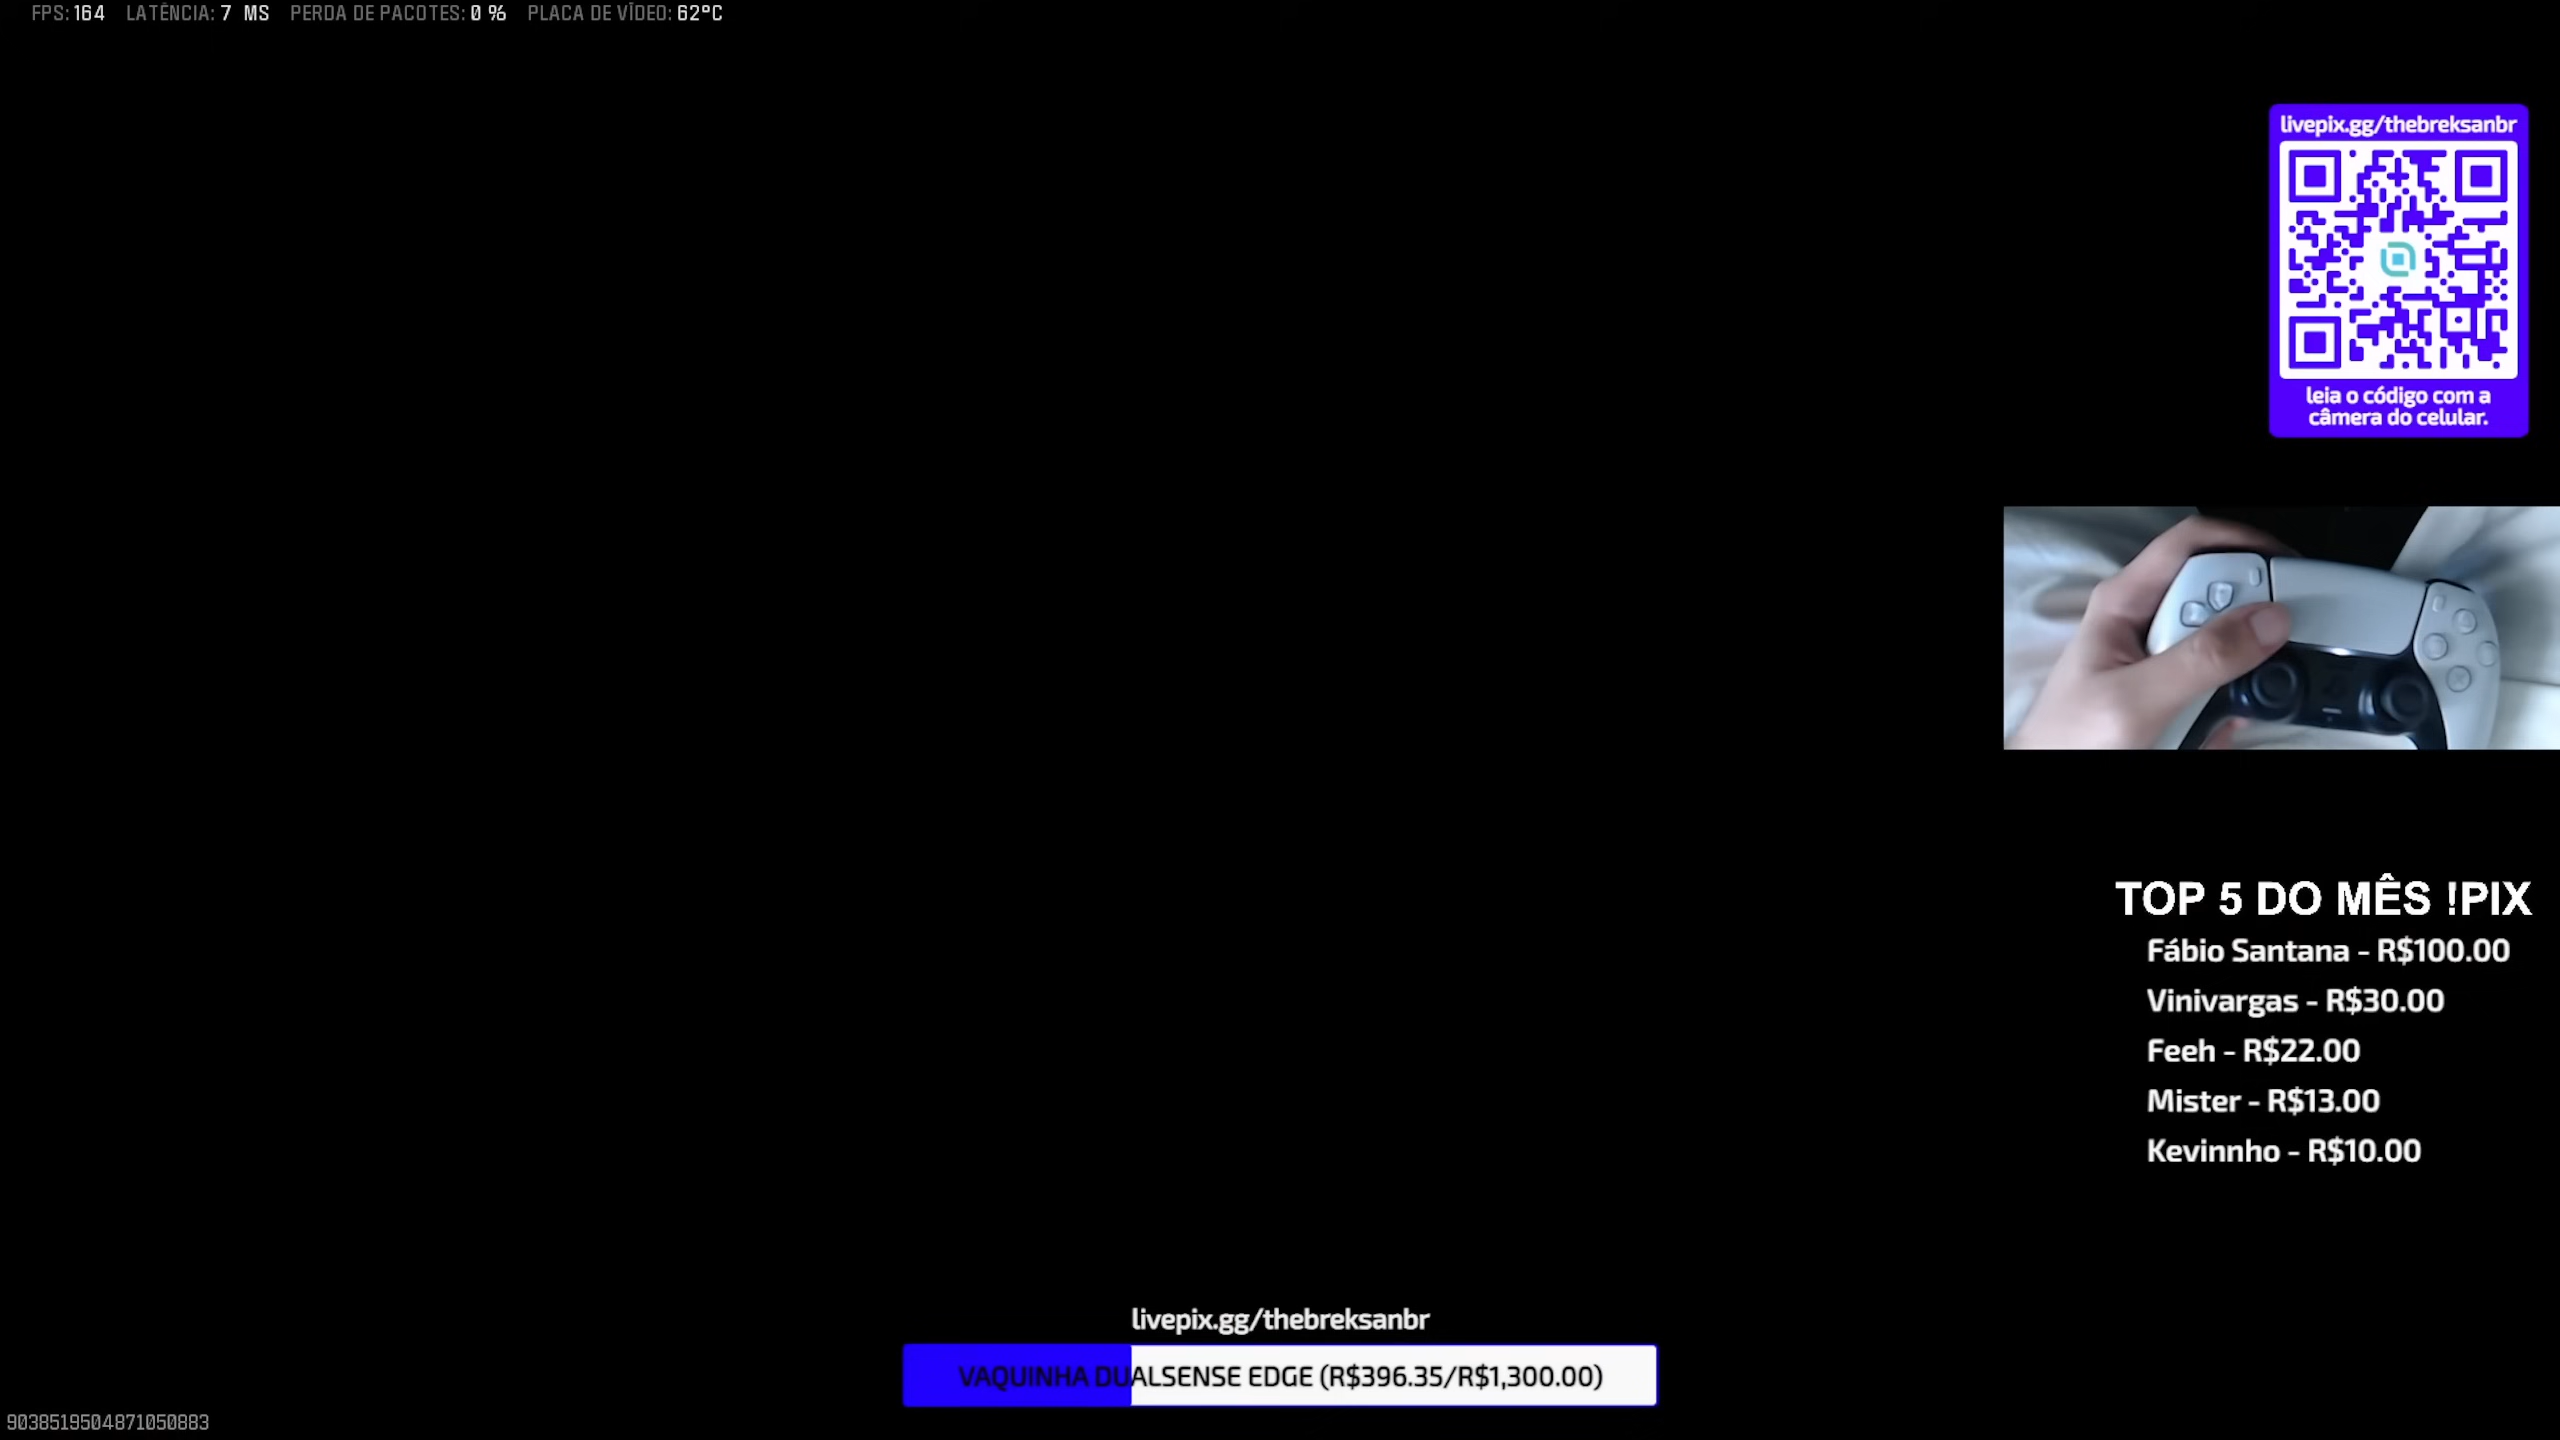 FPS: 164 LATÊNCIA: 7 MS PERDA DE PACOTES: 0 % PLACA DE VÍDEO: 62°C
livepix.gg/thebreksanbr
leia o código com a
câmera do celular.
TOP 5 DO MÊS !PIX
Fábio Santana - R$100.00
Vinivargas - R$30.00
Feeh - R$22.00
Mister - R$13.00
Kevinnho - R$10.00
livepix.gg/thebreksanbr
VAQUINHA DUALSENSE EDGE (R$396.35/R$1,300.00)
9038519504871050883